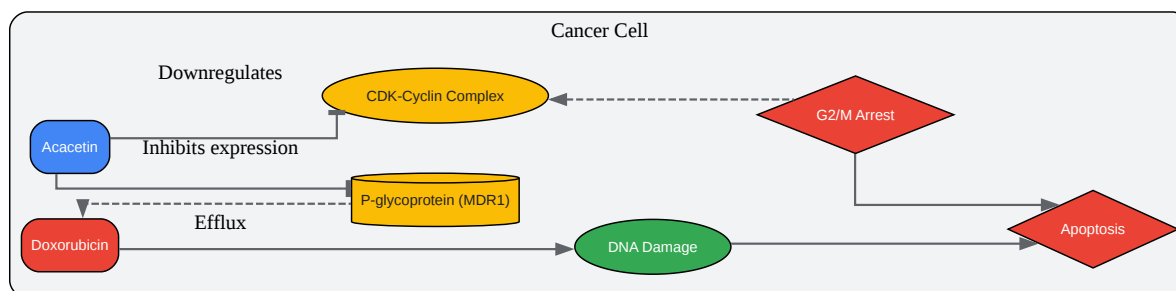 Cancer Cell
Downregulates
CDK-Cyclin Complex
G2/M Arrest
Acacetin
Inhibits expression
P-glycoprotein (MDR1)
Efflux
Doxorubicin
DNA Damage
Apoptosis